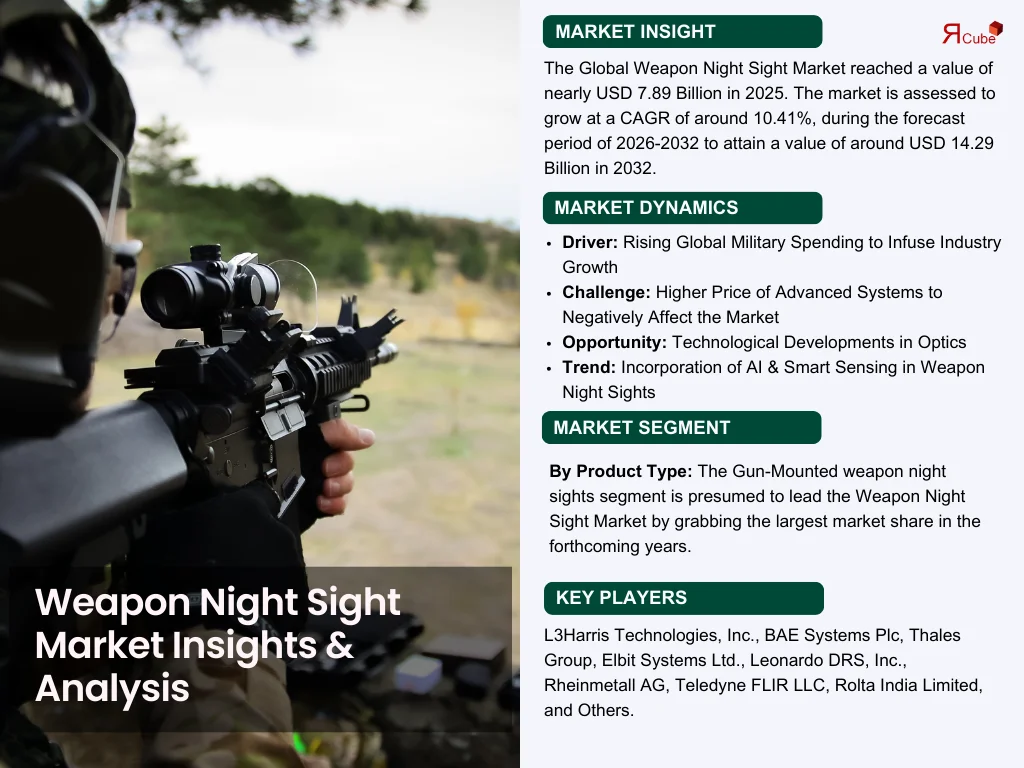 MARKET INSIGHT
ЯCube
The Global Weapon Night Sight Market reached a value of
nearly USD 7.89 Billion in 2025. The market is assessed to
grow at a CAGR of around 10.41%, during the forecast
period of 2026-2032 to attain a value of around USD 14.29
Billion in 2032.
MARKET DYNAMICS
• Driver: Rising Global Military Spending to Infuse Industry
Growth
• Challenge: Higher Price of Advanced Systems to
Negatively Affect the Market
• Opportunity: Technological Developments in Optics
• Trend: Incorporation of AI & Smart Sensing in Weapon
Night Sights
MARKET SEGMENT
By Product Type: The Gun-Mounted weapon night
sights segment is presumed to lead the Weapon Night
Sight Market by grabbing the largest market share in the
forthcoming years.
KEY PLAYERS
L3Harris Technologies, Inc., BAE Systems Plc, Thales
Group, Elbit Systems Ltd., Leonardo DRS, Inc.,
Rheinmetall AG, Teledyne FLIR LLC, Rolta India Limited,
and Others.
Weapon Night Sight
Market Insights &
Analysis